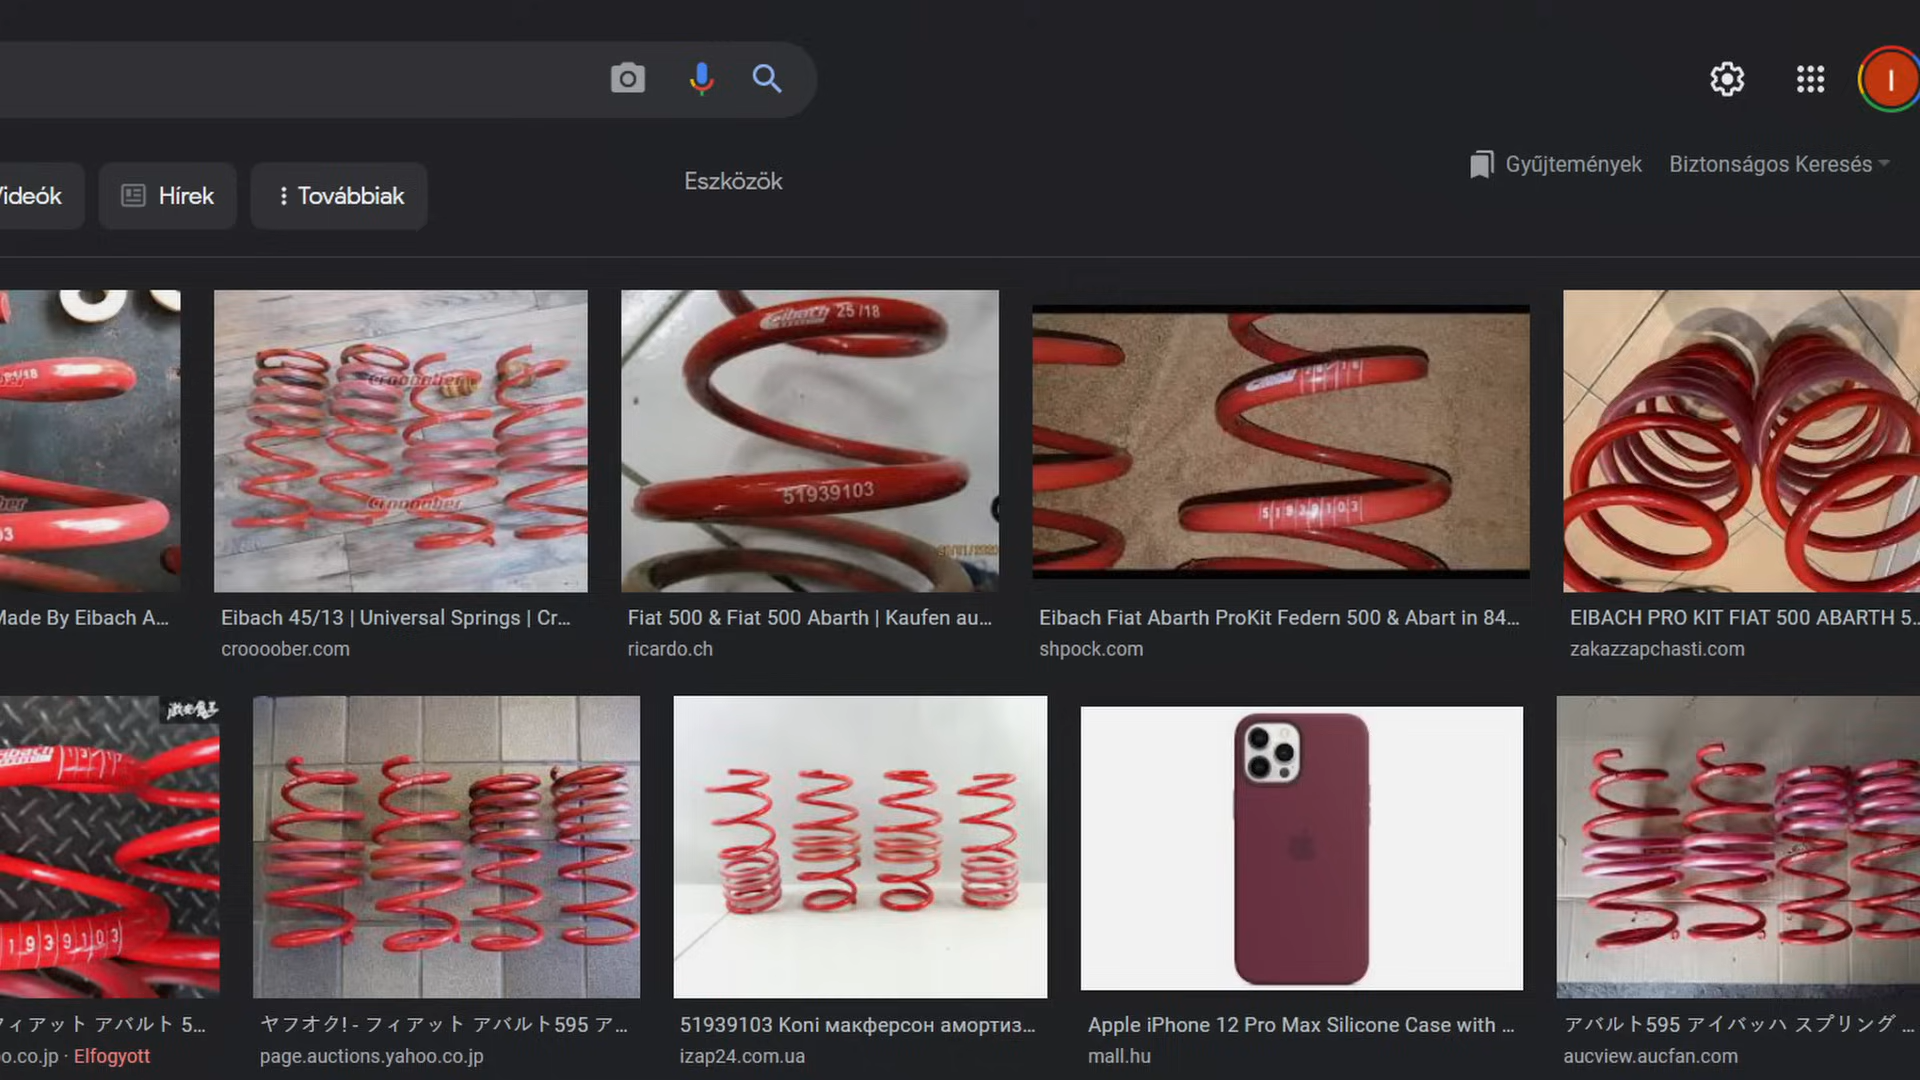 I
Gyűjtemények
Biztonságos Keresés
Videók
Hírek
Továbbiak
Eszközök
Eibach 25/18
51939103
51939103
Croooober
Croooober
Made By Eibach A...
Eibach 45/13 | Universal Springs | Cr...
Fiat 500 & Fiat 500 Abarth | Kaufen au...
Eibach Fiat Abarth ProKit Federn 500 & Abart in 84...
EIBACH PRO KIT FIAT 500 ABARTH 5...
croooober.com
ricardo.ch
shpock.com
zakazzapchasti.com
1939103
フィアット アバルト 5...
ヤフオク! - フィアット アバルト595 ア...
51939103 Koni макферсон амортиз...
Apple iPhone 12 Pro Max Silicone Case with ...
アバルト595 アイバッハ スプリング ...
o.co.jp · Elfogyott
page.auctions.yahoo.co.jp
izap24.com.ua
mall.hu
aucview.aucfan.com